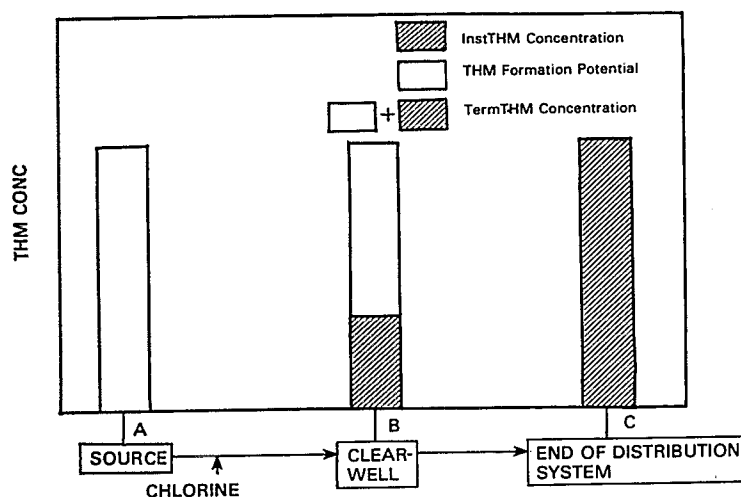 InstTHM Concentration
THM Formation Potential
+
TermTHM Concentration
THM CONC
A
B
C
SOURCE
CLEAR-
WELL
END OF DISTRIBUTION
SYSTEM
CHLORINE